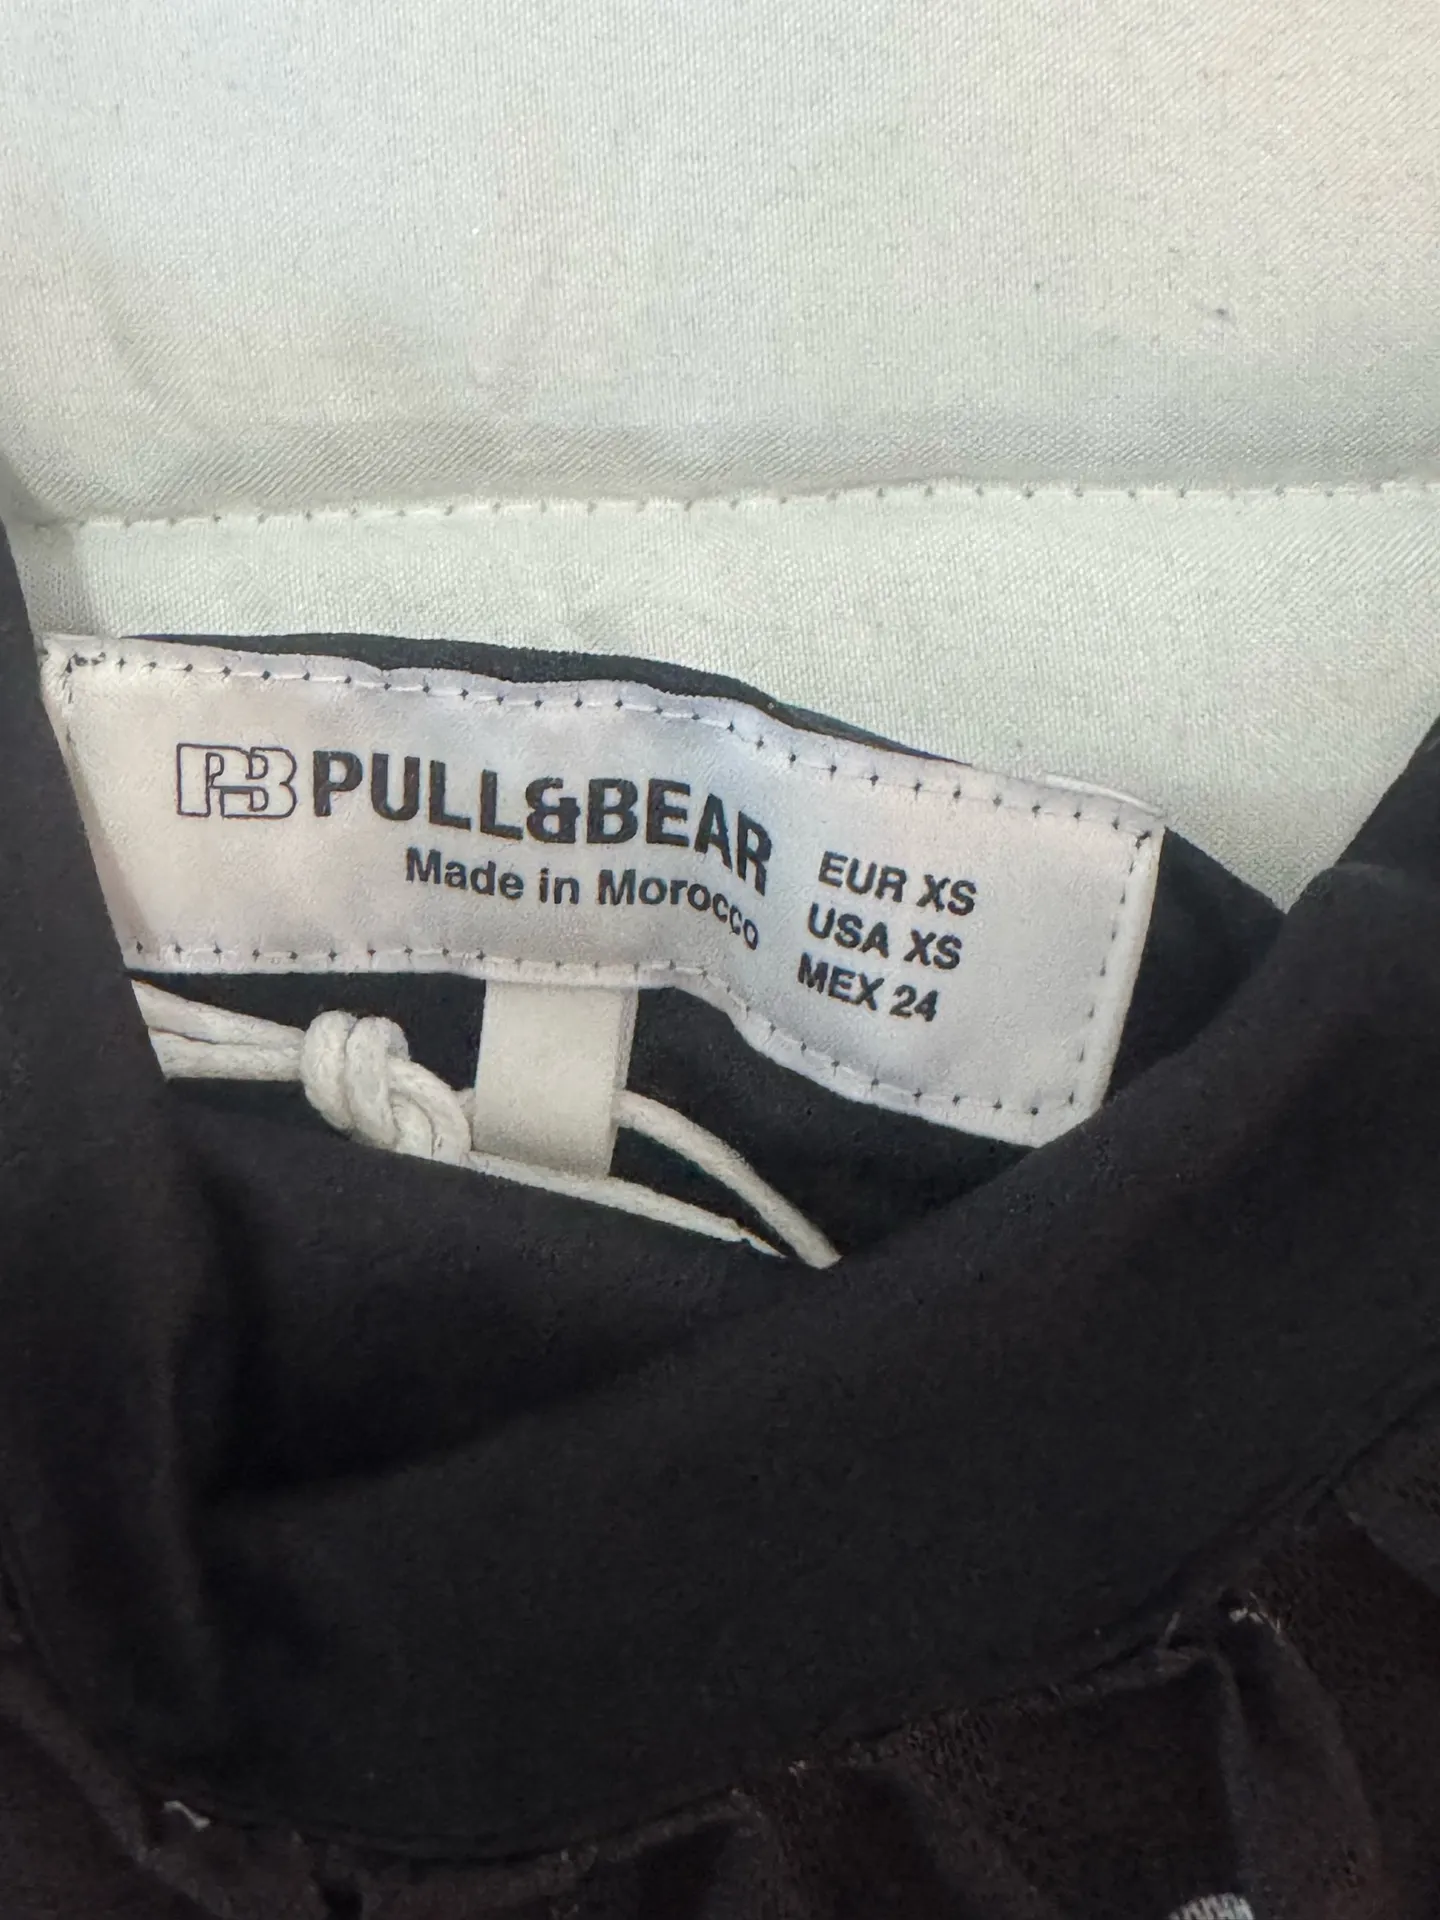 PB PULL&BEAR
Made in Morocco
EUR XS
USA XS
MEX 24